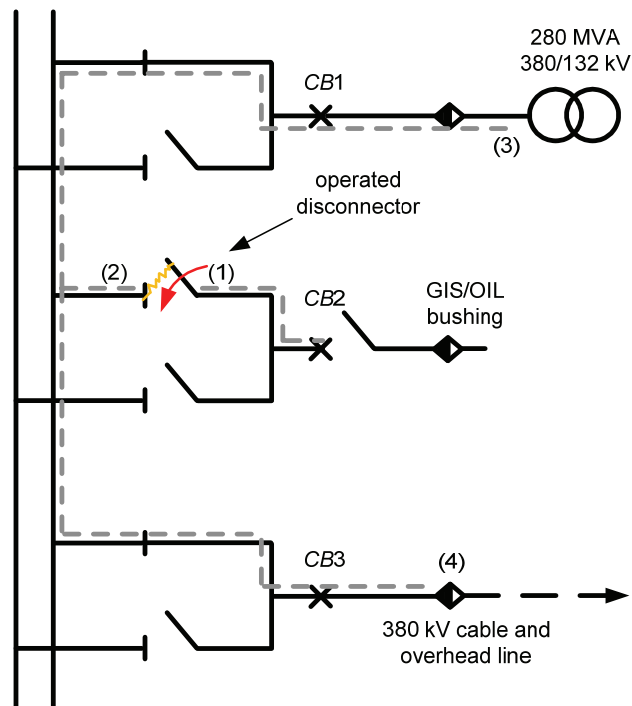 280 MVA
380/132 kV
CB1
(3)
operated
disconnector
(2)
(1)
CB2
GIS/OIL
bushing
CB3
(4)
380 kV cable and
overhead line